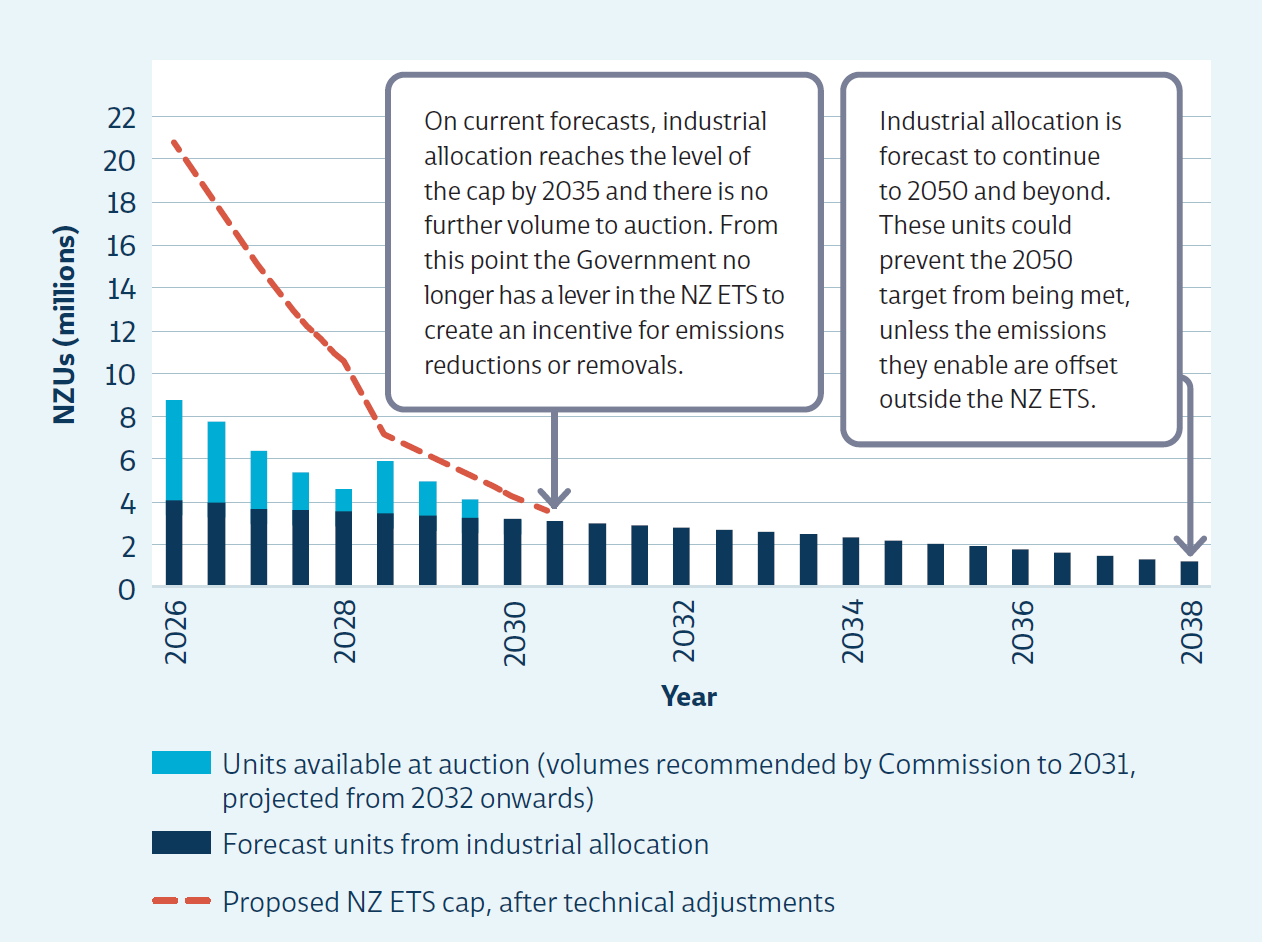 On current forecasts, industrial
allocation reaches the level of
the cap by 2035 and there is no
further volume to auction. From
this point the Government no
longer has a lever in the NZ ETS to
create an incentive for emissions
reductions or removals.
Industrial allocation is
forecast to continue
to 2050 and beyond.
These units could
prevent the 2050
target from being met,
unless the emissions
they enable are offset
outside the NZ ETS.
NZUs (millions)
22
20
18
16
14
12
10
8
6
4
2
0
2026
2028
2030
2032
2034
2036
2038
Year
Units available at auction (volumes recommended by Commission to 2031,
projected from 2032 onwards)
Forecast units from industrial allocation
Proposed NZ ETS cap, after technical adjustments